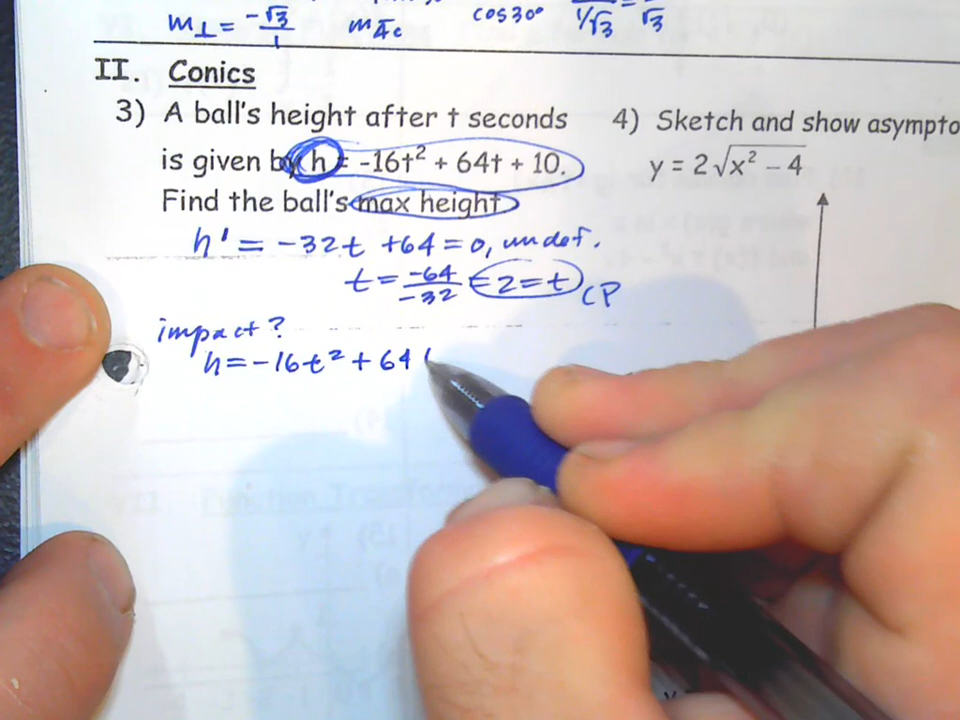 m⊥ = -√3/1 m AC cos30° 1/√3 = √3
II. Conics
3) A ball's height after t seconds
is given by h = -16t² + 64t + 10.
Find the ball's max height
h' = -32t + 64 = 0, undef.
t = -64/-32 = 2 = t CP
impact?
h = -16t² + 64
4) Sketch and show
y = 2√x² - 4